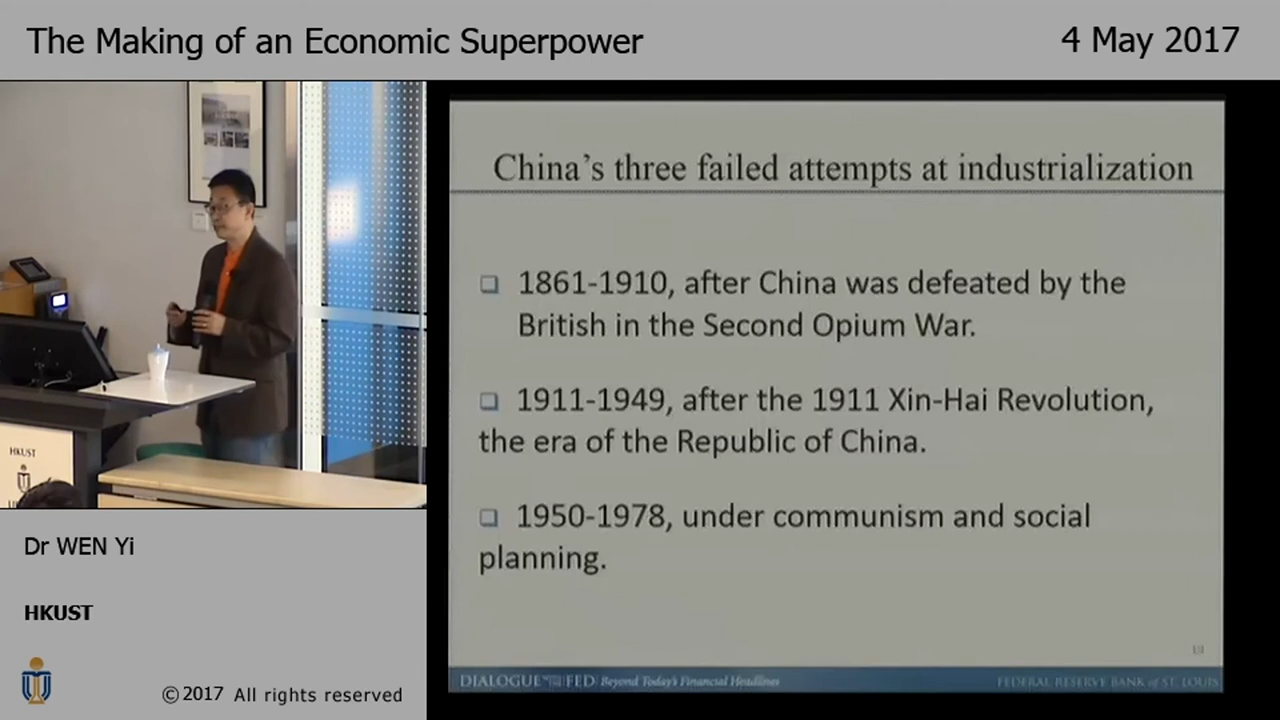 The Making of an Economic Superpower
4 May 2017
China's three failed attempts at industrialization
1861-1910, after China was defeated by the
British in the Second Opium War.
1911-1949, after the 1911 Xin-Hai Revolution,
the era of the Republic of China.
1950-1978, under communism and social
planning.
DIALOGUE WITH THE FED Beyond Today's Financial Headlines
FEDERAL RESERVE BANK of ST. LOUIS
HKUST
Dr WEN Yi
HKUST
©2017 All rights reserved